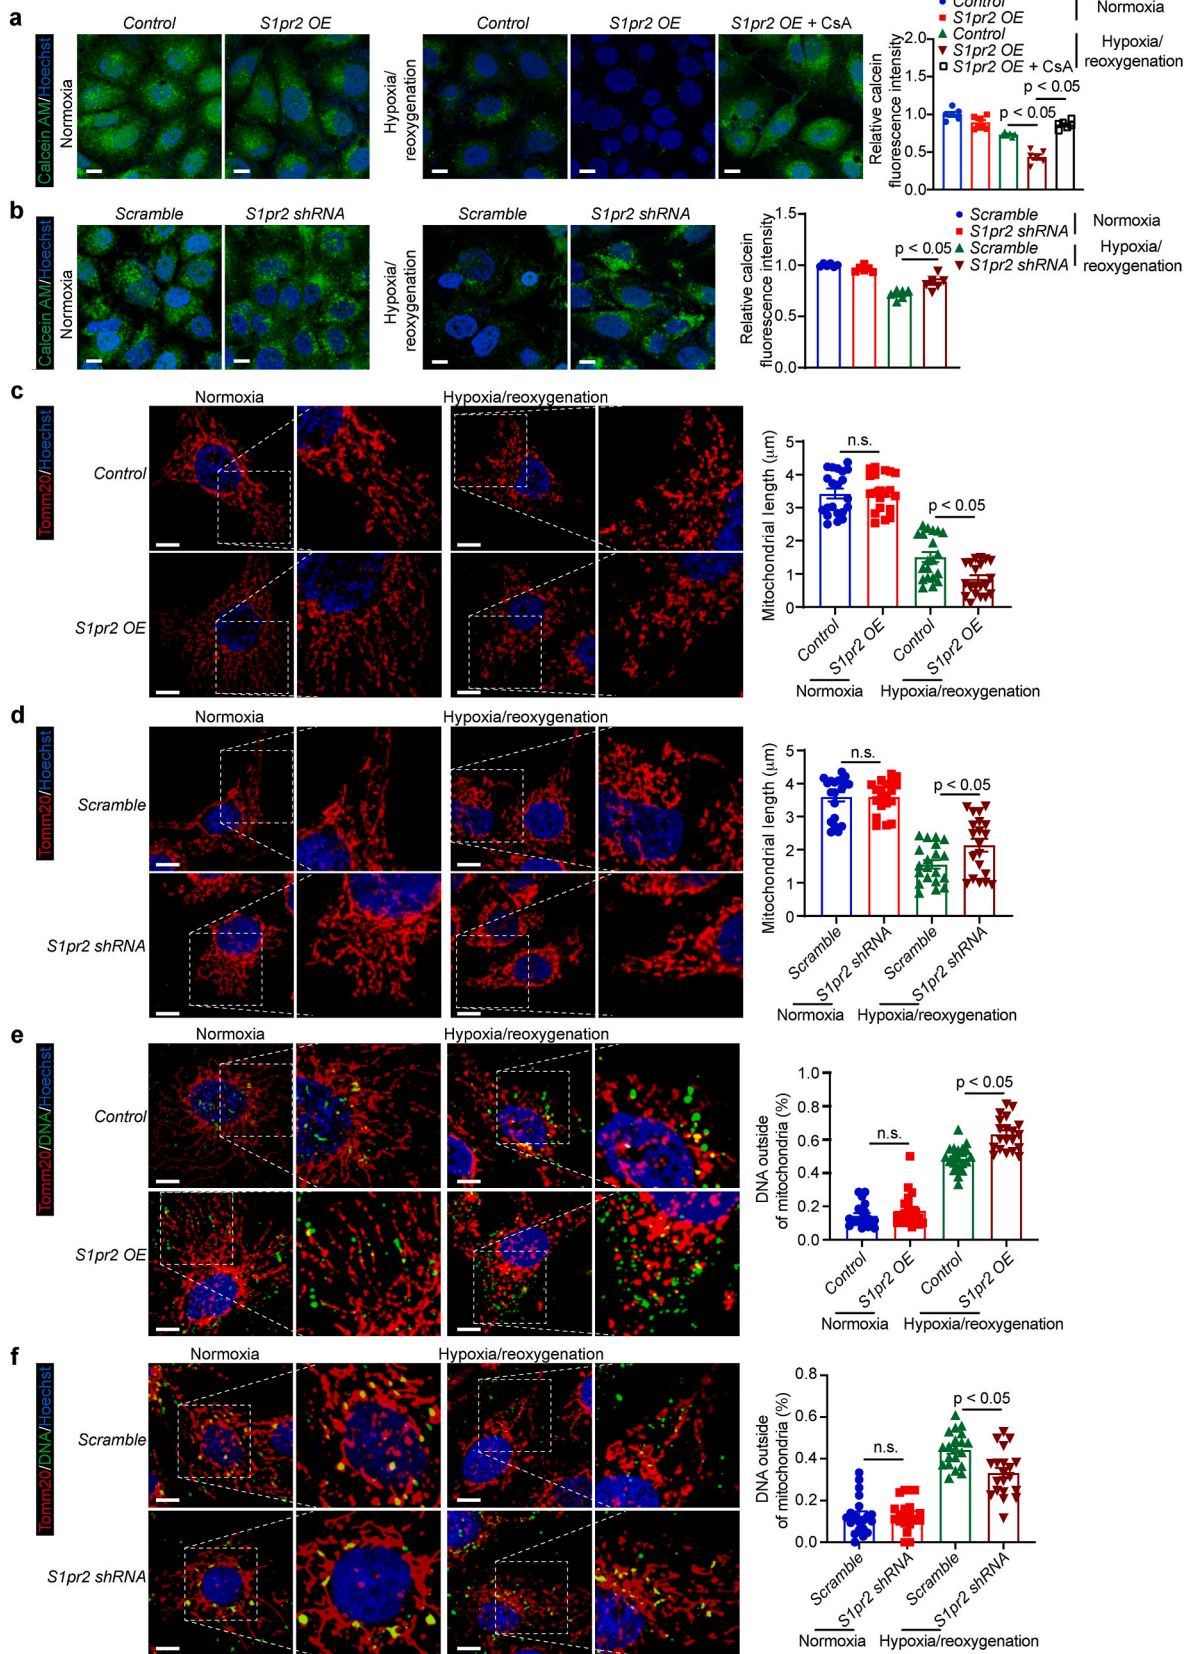 a
Control
S1pr2 OE
Control
S1pr2 OE
S1pr2 OE + CsA
Calcein AM/Hoechst
Normoxia
Hypoxia/
reoxygenation
Control
S1pr2 OE
Normoxia
Control
S1pr2 OE
S1pr2 OE + CsA
Hypoxia/
reoxygenation
Relative calcein
fluorescence intensity
2.0
1.5
1.0
0.5
0.0
p < 0.05
p < 0.05
b
Scramble
S1pr2 shRNA
Scramble
S1pr2 shRNA
Calcein AM/Hoechst
Normoxia
Hypoxia/
reoxygenation
Relative calcein
fluorescence intensity
1.5
1.0
0.5
0.0
p < 0.05
Scramble
S1pr2 shRNA
Normoxia
Scramble
S1pr2 shRNA
Hypoxia/
reoxygenation
c
Normoxia
Hypoxia/reoxygenation
Tomm20/Hoechst
Control
S1pr2 OE
Mitochondrial length (μm)
5
4
3
2
1
0
n.s.
p < 0.05
Control
S1pr2 OE
Control
S1pr2 OE
Normoxia
Hypoxia/reoxygenation
d
Normoxia
Hypoxia/reoxygenation
Tomm20/Hoechst
Scramble
S1pr2 shRNA
Mitochondrial length (μm)
5
4
3
2
1
0
n.s.
p < 0.05
Scramble
S1pr2 shRNA
Scramble
S1pr2 shRNA
Normoxia
Hypoxia/reoxygenation
e
Normoxia
Hypoxia/reoxygenation
Tomm20/DNA/Hoechst
Control
S1pr2 OE
DNA outside
of mitochondria (%)
1.0
0.8
0.6
0.4
0.2
0.0
n.s.
p < 0.05
Control
S1pr2 OE
Control
S1pr2 OE
Normoxia
Hypoxia/reoxygenation
f
Normoxia
Hypoxia/reoxygenation
Tomm20/DNA/Hoechst
Scramble
S1pr2 shRNA
DNA outside
of mitochondria (%)
0.8
0.6
0.4
0.2
0.0
n.s.
p < 0.05
Scramble
S1pr2 shRNA
Scramble
S1pr2 shRNA
Normoxia
Hypoxia/reoxygenation